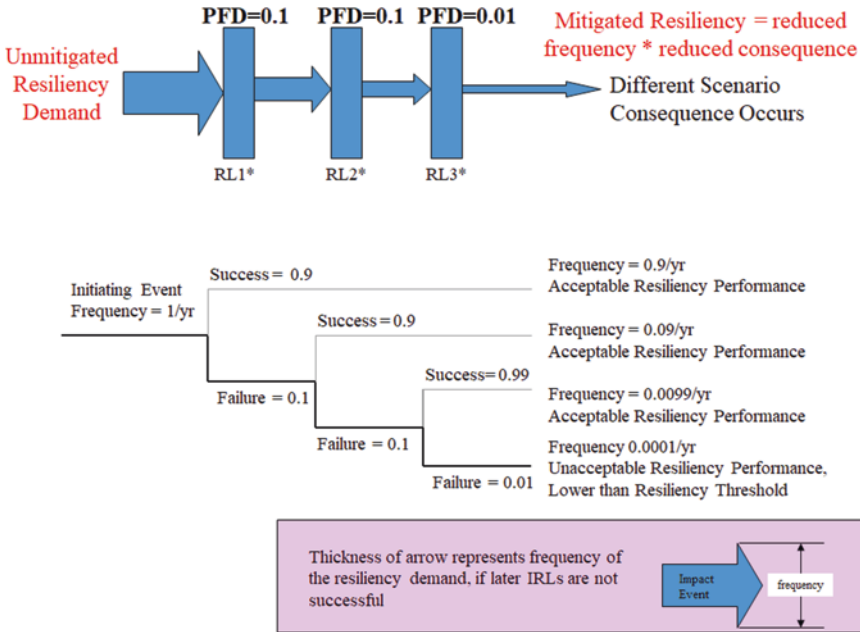 PFD=0.1 PFD=0.1 PFD=0.01
Mitigated Resiliency = reduced
frequency * reduced consequence
Unmitigated
Resiliency
Demand
Different Scenario
Consequence Occurs
RL1* RL2* RL3*
Success = 0.9
Frequency = 0.9/yr
Acceptable Resiliency Performance
Initiating Event
Frequency = 1/yr
Success=0.9
Frequency = 0.09/yr
Acceptable Resiliency Performance
Failure = 0.1
Success=0.99
Frequency = 0.0099/yr
Acceptable Resiliency Performance
Failure = 0.1
Frequency 0.0001/yr
Unacceptable Resiliency Performance,
Lower than Resiliency Threshold
Failure = 0.01
Thickness of arrow represents frequency of
the resiliency demand, if later IRLs are not
successful
Impact
Event
frequency